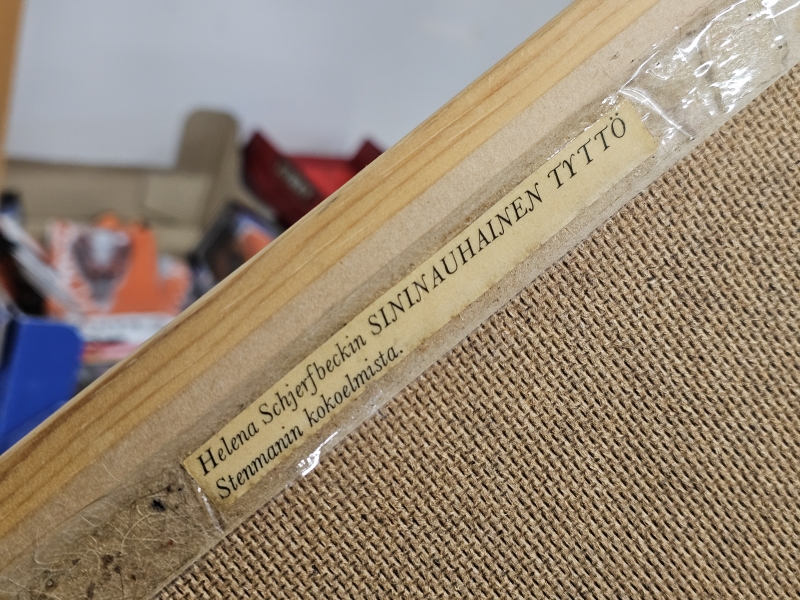 Helena Schjerfbeckin SININAUHAINEN TYTTÖ
Stenmanin kokoelmista.